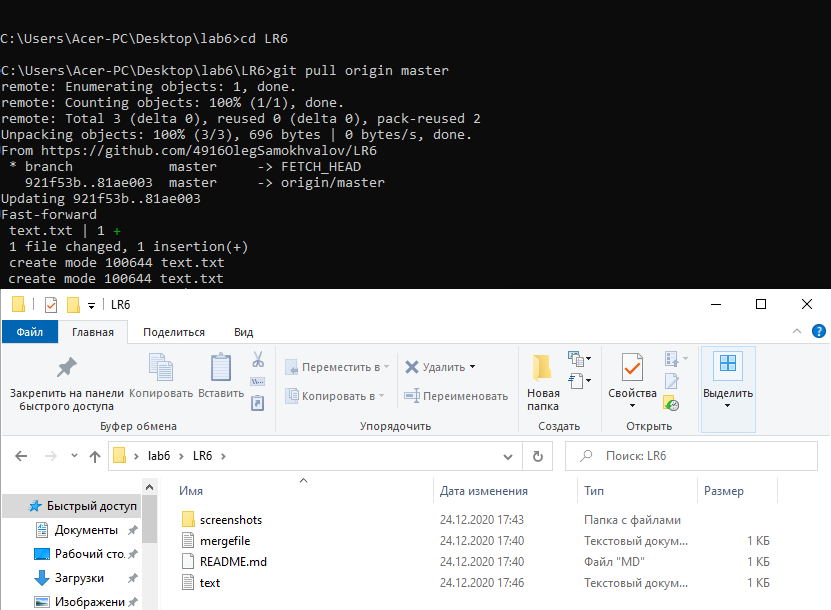 C:\Users\Acer-PC\Desktop\lab6>cd LR6
C:\Users\Acer-PC\Desktop\lab6\LR6>git pull origin master
remote: Enumerating objects: 1, done.
remote: Counting objects: 100% (1/1), done.
remote: Total 3 (delta 0), reused 0 (delta 0), pack-reused 2
Unpacking objects: 100% (3/3), 696 bytes | 0 bytes/s, done.
From https://github.com/4916OlegSamokhvalov/LR6
 * branch            master     -> FETCH_HEAD
   921f53b..81ae003  master     -> origin/master
Updating 921f53b..81ae003
Fast-forward
 text.txt | 1 +
 1 file changed, 1 insertion(+)
 create mode 100644 text.txt
 create mode 100644 text.txt
LR6
Файл Главная Поделиться Вид
Закрепить на панели быстрого доступа
Копировать
Вставить
Буфер обмена
Переместить в
Копировать в
Удалить
Переименовать
Упорядочить
Новая папка
Создать
Свойства
Открыть
Выделить
lab6 > LR6 >
Поиск: LR6
Быстрый доступ
Документы
Рабочий сто.
Загрузки
Изображени
Имя Дата изменения Тип Размер
screenshots 24.12.2020 17:43 Папка с файлами
mergefile 24.12.2020 17:40 Текстовый докум... 1 КБ
README.md 24.12.2020 17:40 Файл "MD" 1 КБ
text 24.12.2020 17:46 Текстовый докум... 1 КБ